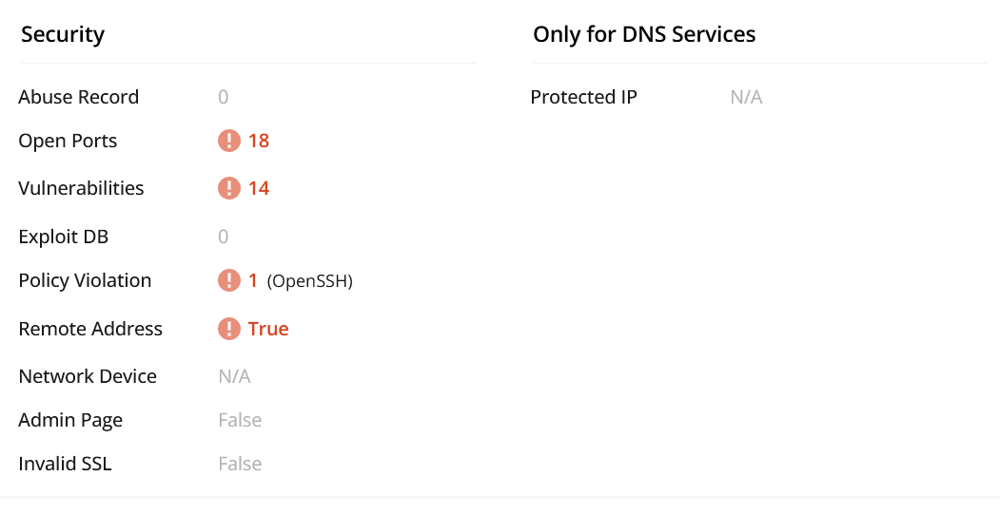 Security
Abuse Record 0
Open Ports 18
Vulnerabilities 14
Exploit DB 0
Policy Violation 1 (OpenSSH)
Remote Address True
Network Device N/A
Admin Page False
Invalid SSL False
Only for DNS Services
Protected IP N/A